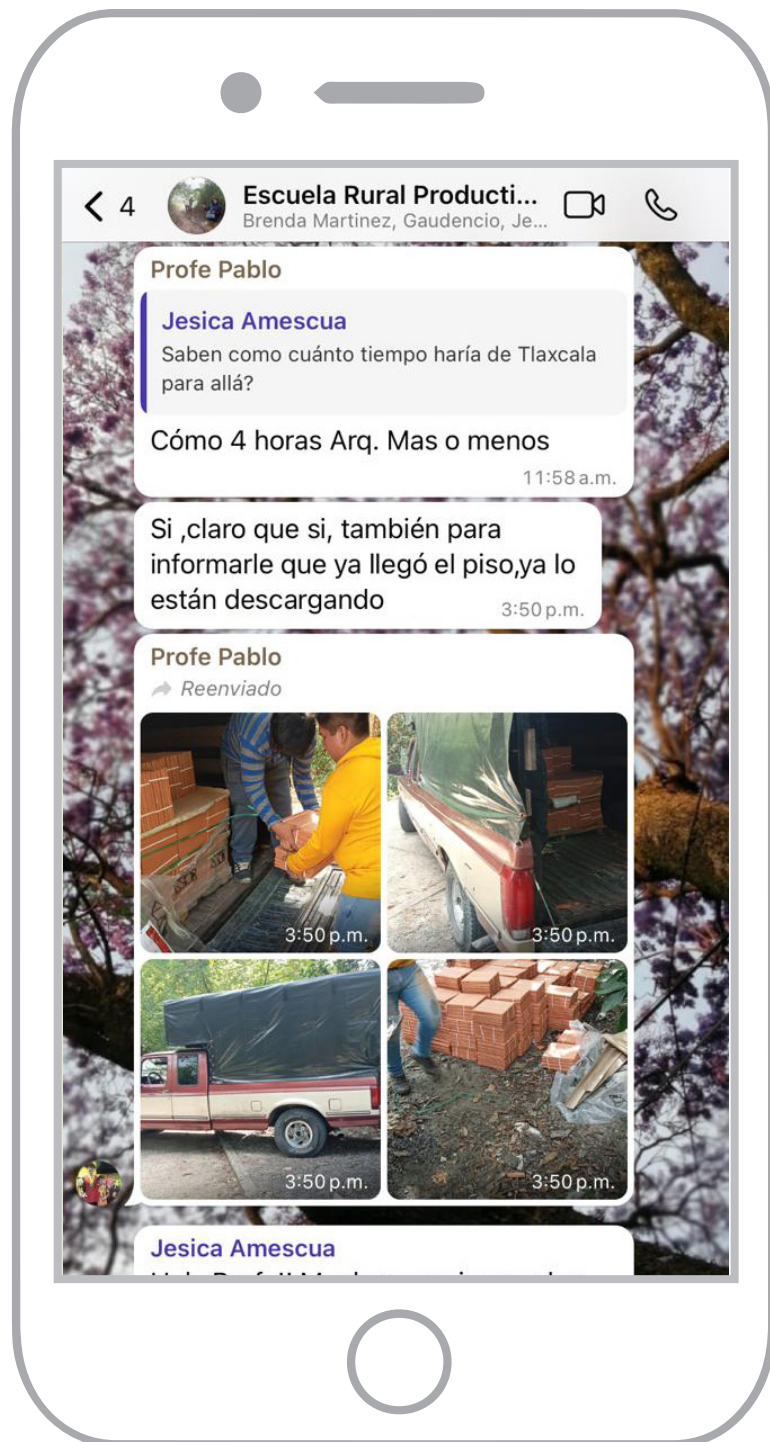 4
Escuela Rural Producti...
Brenda Martinez, Gaudencio, Je...
Profe Pablo
Jesica Amescua
Saben como cuánto tiempo haría de Tlaxcala
para allá?
Cómo 4 horas Arq. Mas o menos
11:58 a.m.
Si ,claro que si, también para
informarle que ya llegó el piso,ya lo
están descargando
3:50 p.m.
Profe Pablo
Reenviado
3:50 p.m.
3:50 p.m.
3:50 p.m.
3:50 p.m.
Jesica Amescua